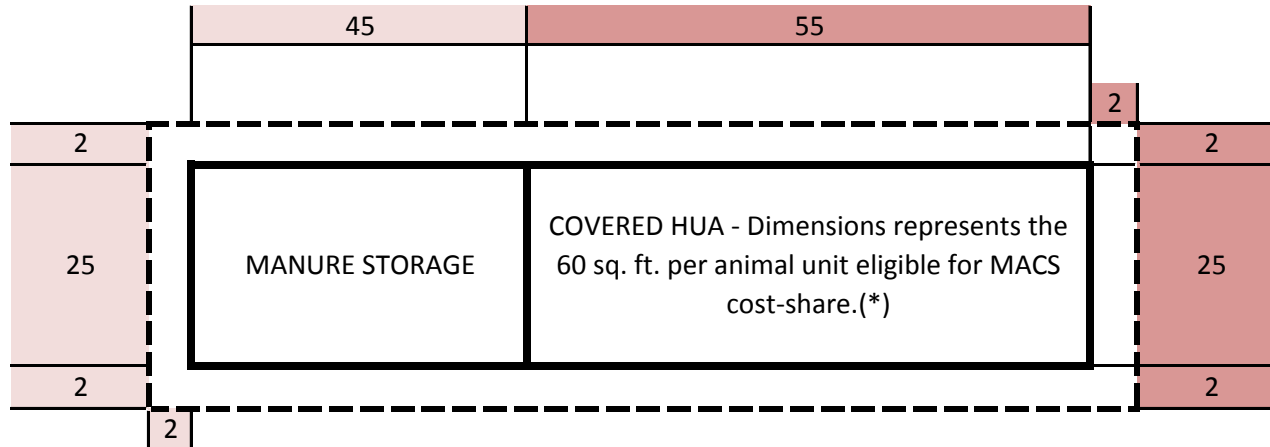 45
55
2
2
2
COVERED HUA - Dimensions represents the
25
MANURE STORAGE
60 sq. ft. per animal unit eligible for MACS
25
cost-share.(*)
2
2
2